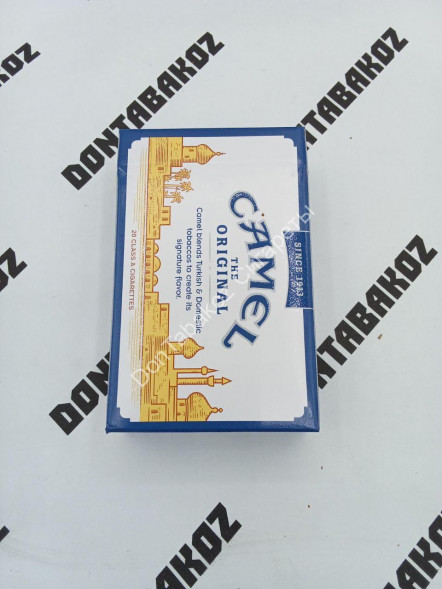 SINCE 1913
CAMEL
THE
ORIGINAL
Camel blends Turkish & Domestic
tobaccos to create its
signature flavor.
20 CLASS A CIGARETTES
DonTabakoz Сигареты
DONTABAKOZ
DONTABAKOZ
DONTABAKOZ
DONTABAKOZ
DONTABAKOZ